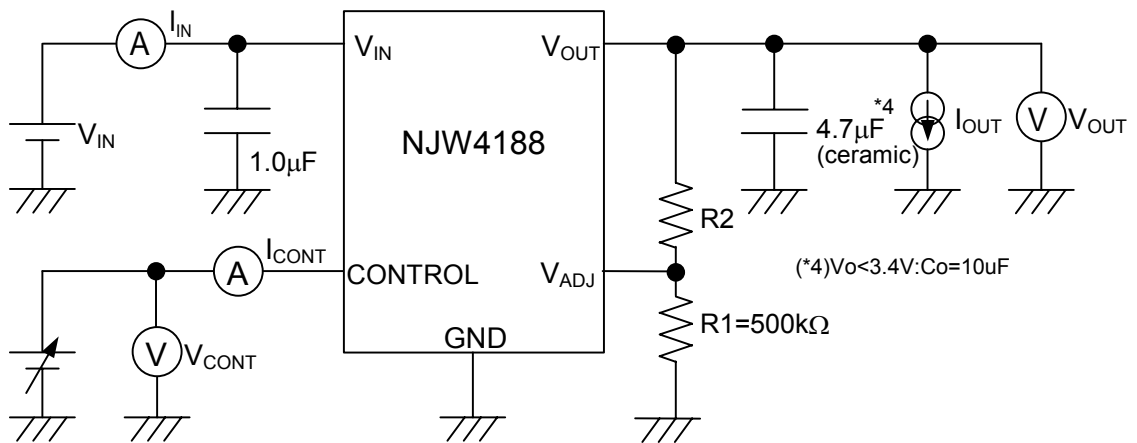 A
I_IN
V_IN
1.0μF
V_IN
V_OUT
NJW4188
CONTROL
V_ADJ
GND
A
I_CONT
V
V_CONT
R2
R1=500kΩ
4.7μF*4
(ceramic)
I_OUT
V
V_OUT
(*4)Vo<3.4V:Co=10uF